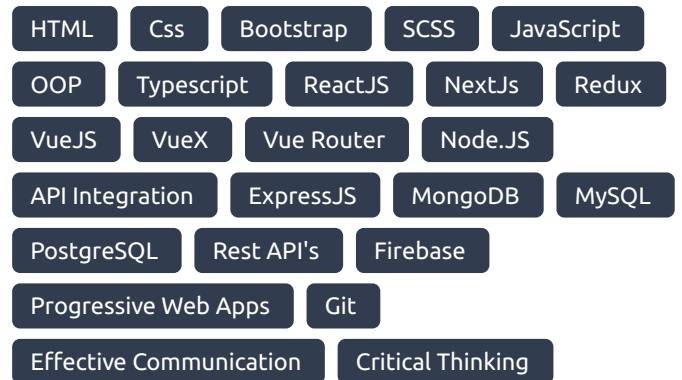 HTML Css Bootstrap SCSS JavaScript
OOP Typescript ReactJS NextJs Redux
VueJS VueX Vue Router Node.JS
API Integration ExpressJS MongoDB MySQL
PostgreSQL Rest API's Firebase
Progressive Web Apps Git
Effective Communication Critical Thinking